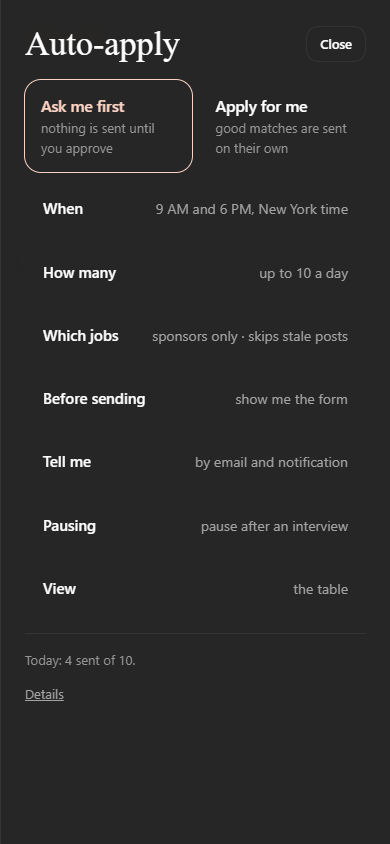 Auto-apply
Close
Ask me first
nothing is sent until
you approve
Apply for me
good matches are sent
on their own
When 9 AM and 6 PM, New York time
How many up to 10 a day
Which jobs sponsors only · skips stale posts
Before sending show me the form
Tell me by email and notification
Pausing pause after an interview
View the table
Today: 4 sent of 10.
Details